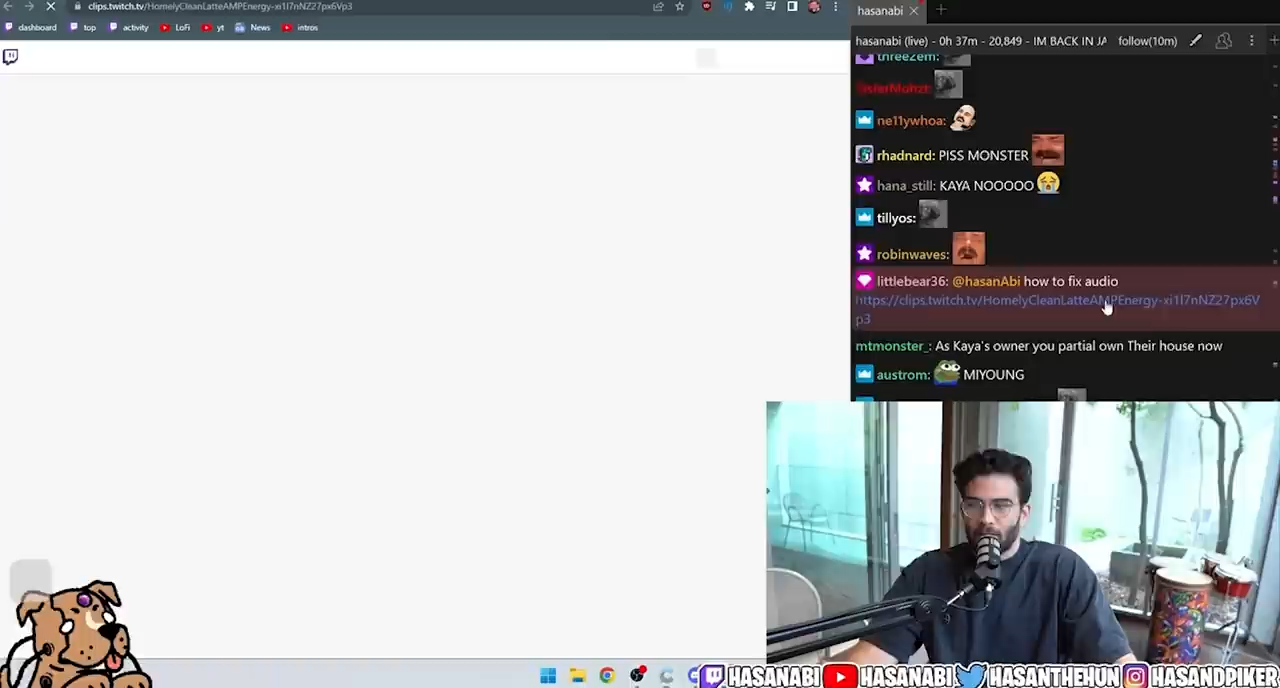 clips.twitch.tv/HomelyCleanLatteAMPEnergy-xi1l7nNZ27px6Vp3
dashboard
top
activity
LoFi
yt
News
intros
hasanabi
hasanabi (live) - 0h 37m - 20,849 - IM BACK IN JA
follow(10m)
three2em:
ne11ywhoa:
rhadnard: PISS MONSTER
hana_still: KAYA NOOOOO
tillyos:
robinwaves:
littlebear36: @hasanAbi how to fix audio
https://clips.twitch.tv/HomelyCleanLatteAMPEnergy-xi1l7nNZ27px6V
p3
mtmonster_: As Kaya's owner you partial own Their house now
austrom: MIYOUNG
HASANABI
HASANABI
HASANTHEHUN
HASANDPIKER